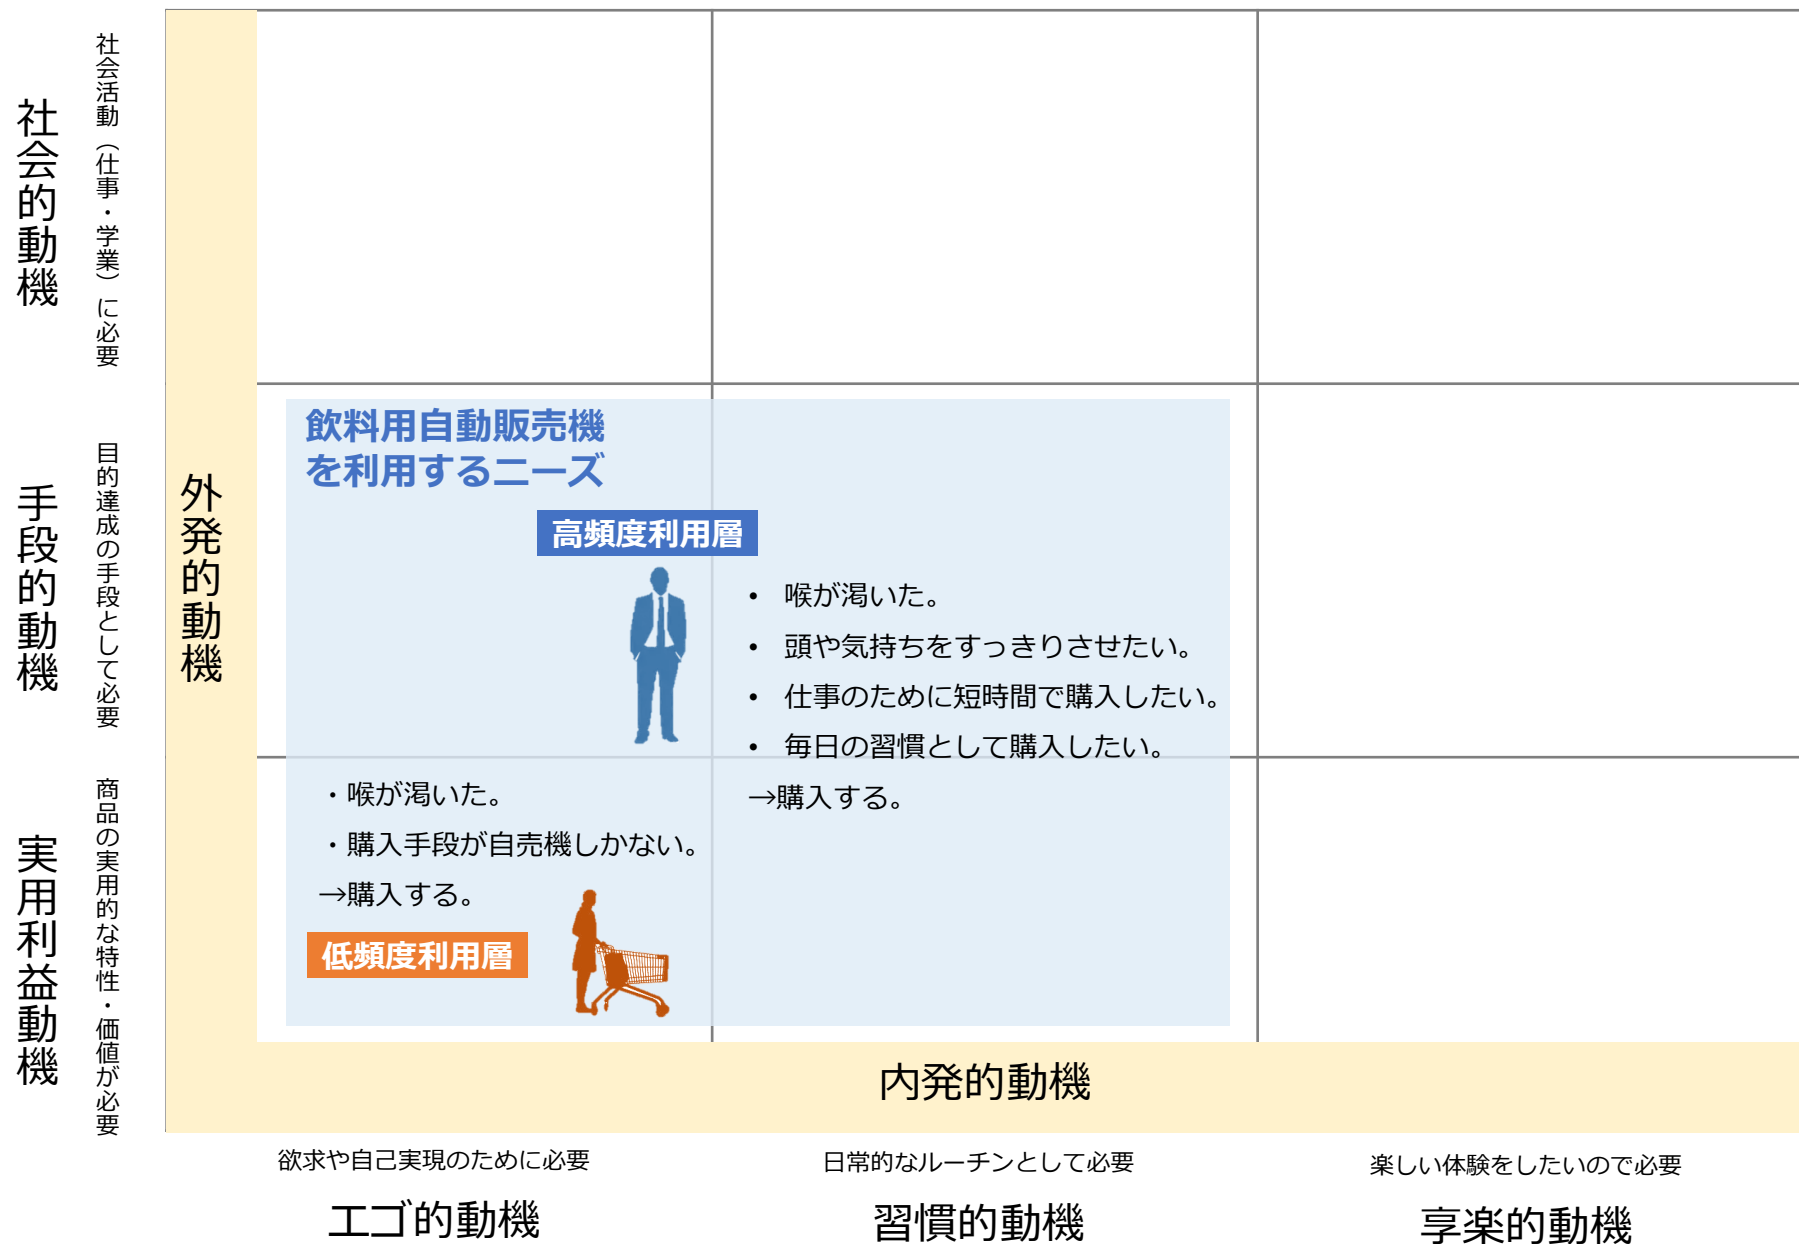 社会的動機
社会活動（仕事・学業）に必要
手段的動機
目的達成の手段として必要
実用利益動機
商品の実用的な特性・価値が必要
外発的動機
飲料用自動販売機
を利用するニーズ
高頻度利用層
• 喉が渇いた。
• 頭や気持ちをすっきりさせたい。
• 仕事のために短時間で購入したい。
• 毎日の習慣として購入したい。
→購入する。
・喉が渇いた。
・購入手段が自売機しかない。
→購入する。
低頻度利用層
内発的動機
欲求や自己実現のために必要
エゴ的動機
日常的なルーチンとして必要
習慣的動機
楽しい体験をしたいので必要
享楽的動機